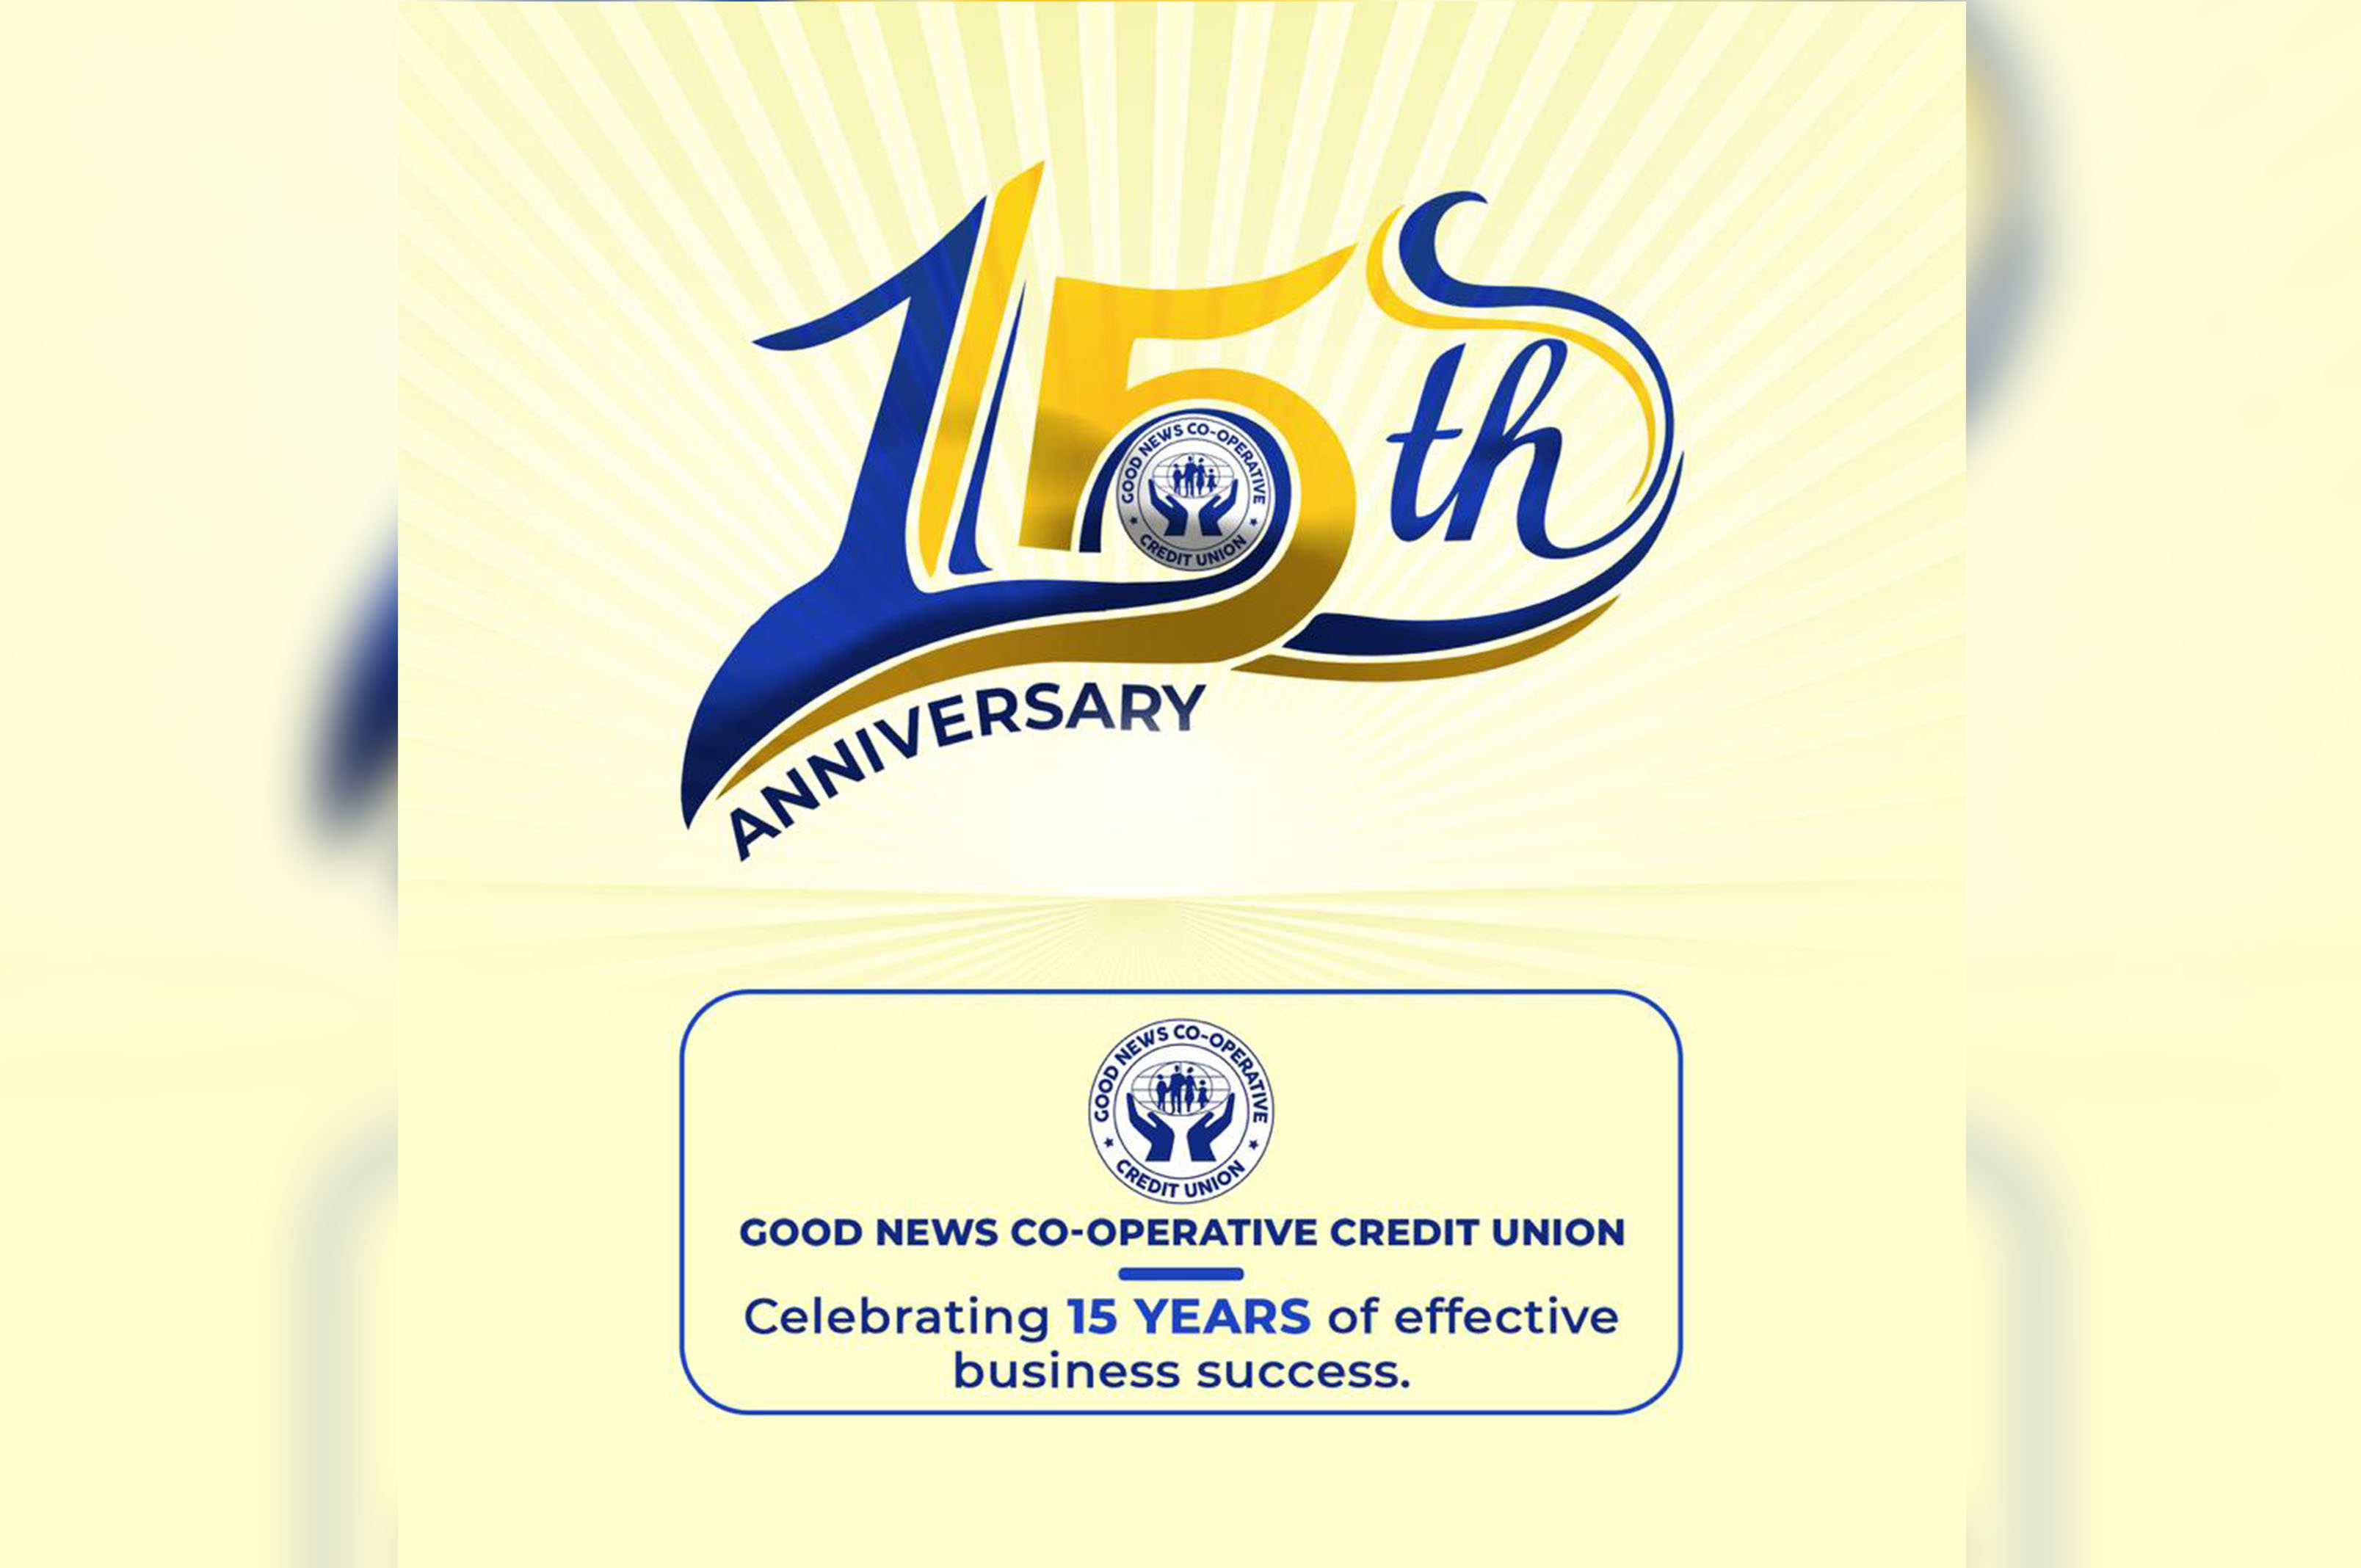 15th
GOOD NEWS CO-OPERATIVE
CREDIT UNION
ANNIVERSARY
GOOD NEWS CO-OPERATIVE
CREDIT UNION
GOOD NEWS CO-OPERATIVE CREDIT UNION
Celebrating 15 YEARS of effective
business success.